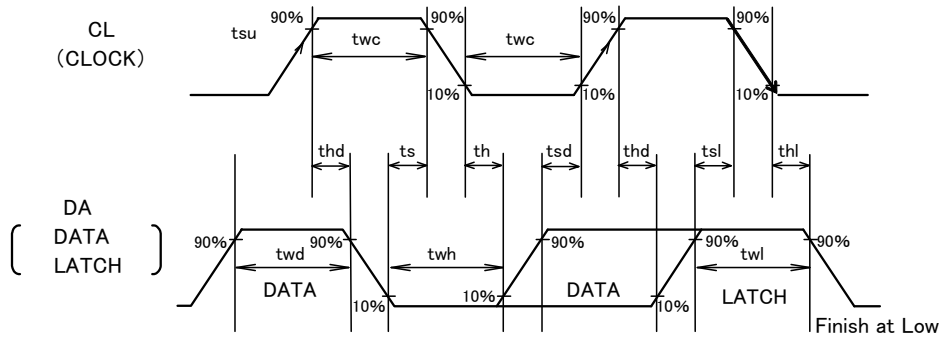 90% 90% 90% 90%
CL tsu twc twc
(CLOCK)
10% 10% 10%
thd ts th tsd thd tsl thl
DA
DATA 90% 90% 90% 90% 90%
LATCH twd twh twl
DATA 10% 10% DATA 10% LATCH
Finish at Low